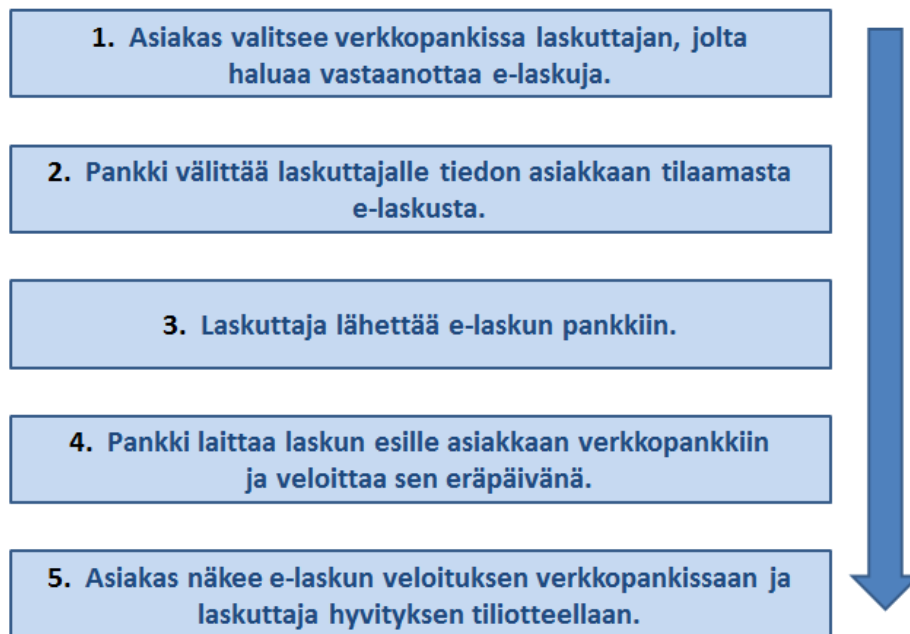 1. Asiakas valitsee verkkopankissa laskuttajan, jolta
haluaa vastaanottaa e-laskuja.
2. Pankki välittää laskuttajalle tiedon asiakkaan tilaamasta
e-laskusta.
3. Laskuttaja lähettää e-laskun pankkiin.
4. Pankki laittaa laskun esille asiakkaan verkkopankkiin
ja veloittaa sen eräpäivänä.
5. Asiakas näkee e-laskun veloituksen verkkopankissaan ja
laskuttaja hyvityksen tiliotteellaan.